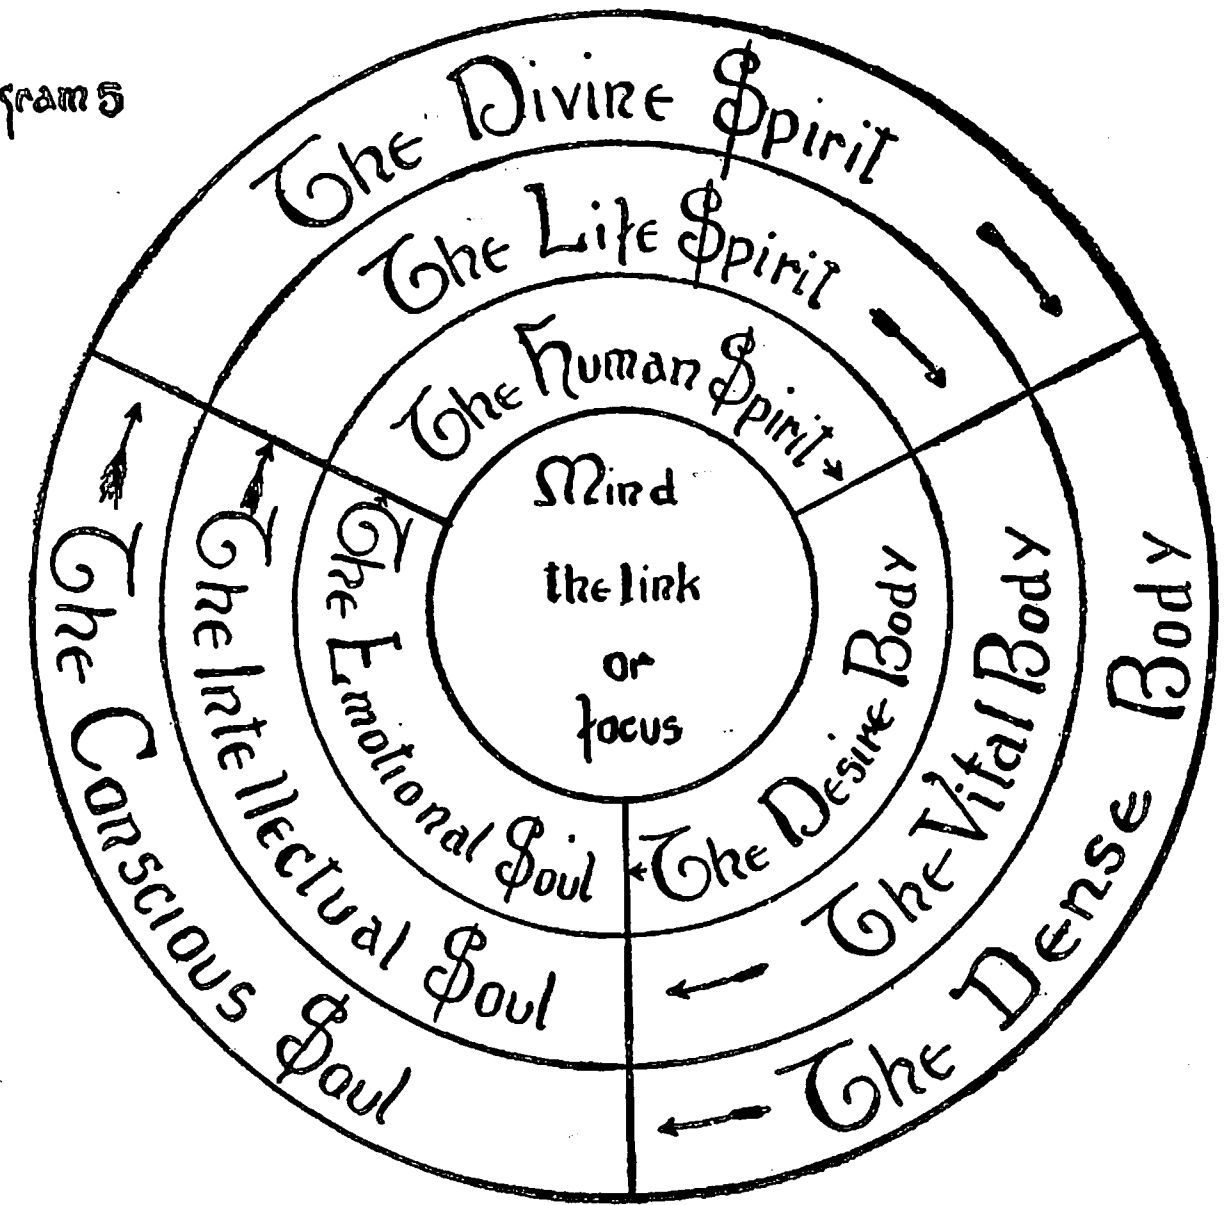 gram 5
The Divine Spirit
The Life Spirit
The Human Spirit
Mind
the link
or
focus
The Desire Body
The Vital Body
The Dense Body
The Emotional Soul
The Intellectual Soul
The Conscious Soul